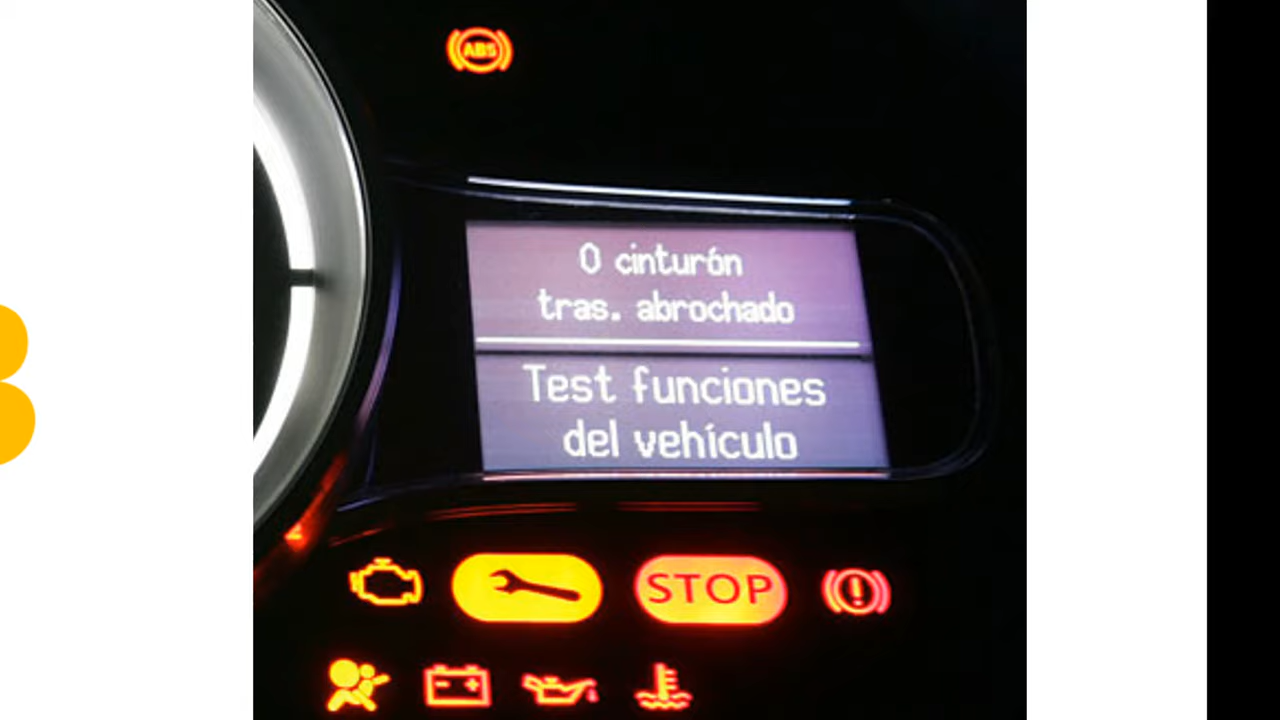 ABS
0 cinturón
tras. abrochado
Test funciones
del vehículo
STOP